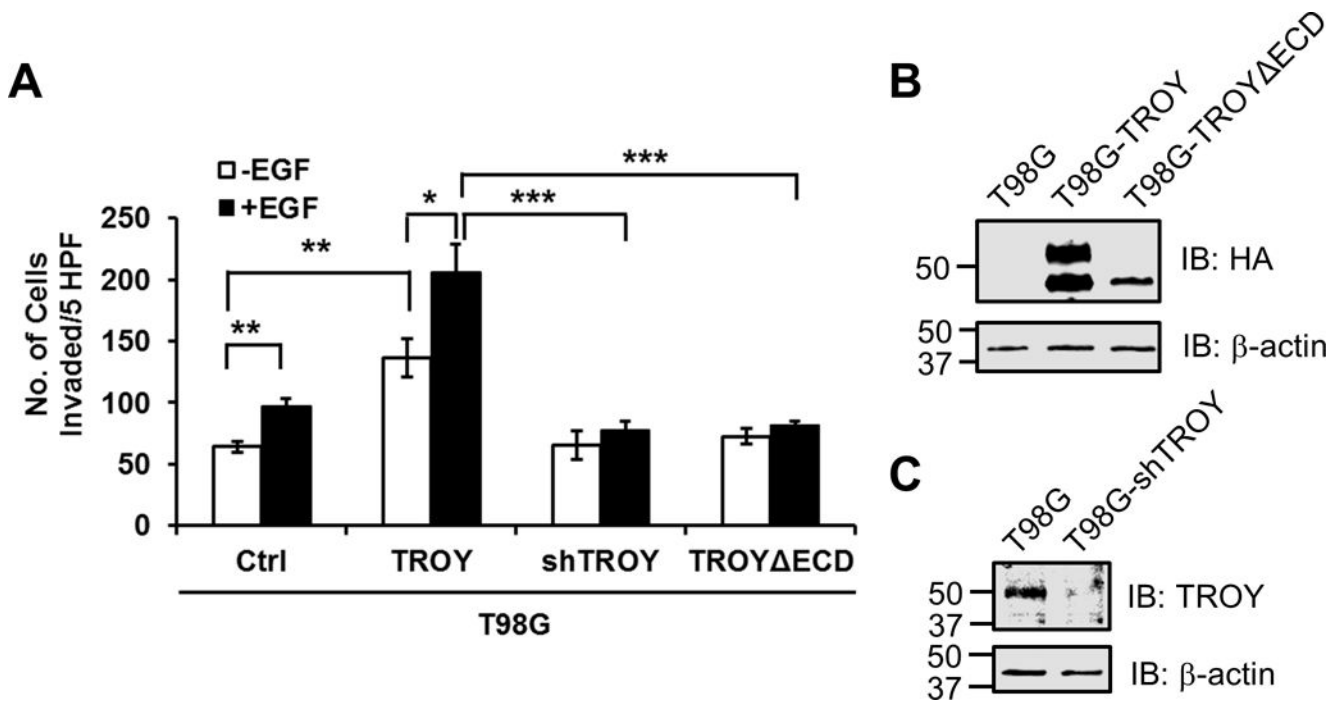 A
-EGF
+EGF
No. of Cells
Invaded/5 HPF
250
200
150
100
50
0
**
**
*
***
***
Ctrl
TROY
shTROY
TROYΔECD
T98G
B
T98G
T98G-TROY
T98G-TROYΔECD
50
IB: HA
50
37
IB: β-actin
C
T98G
T98G-shTROY
50
37
IB: TROY
50
37
IB: β-actin